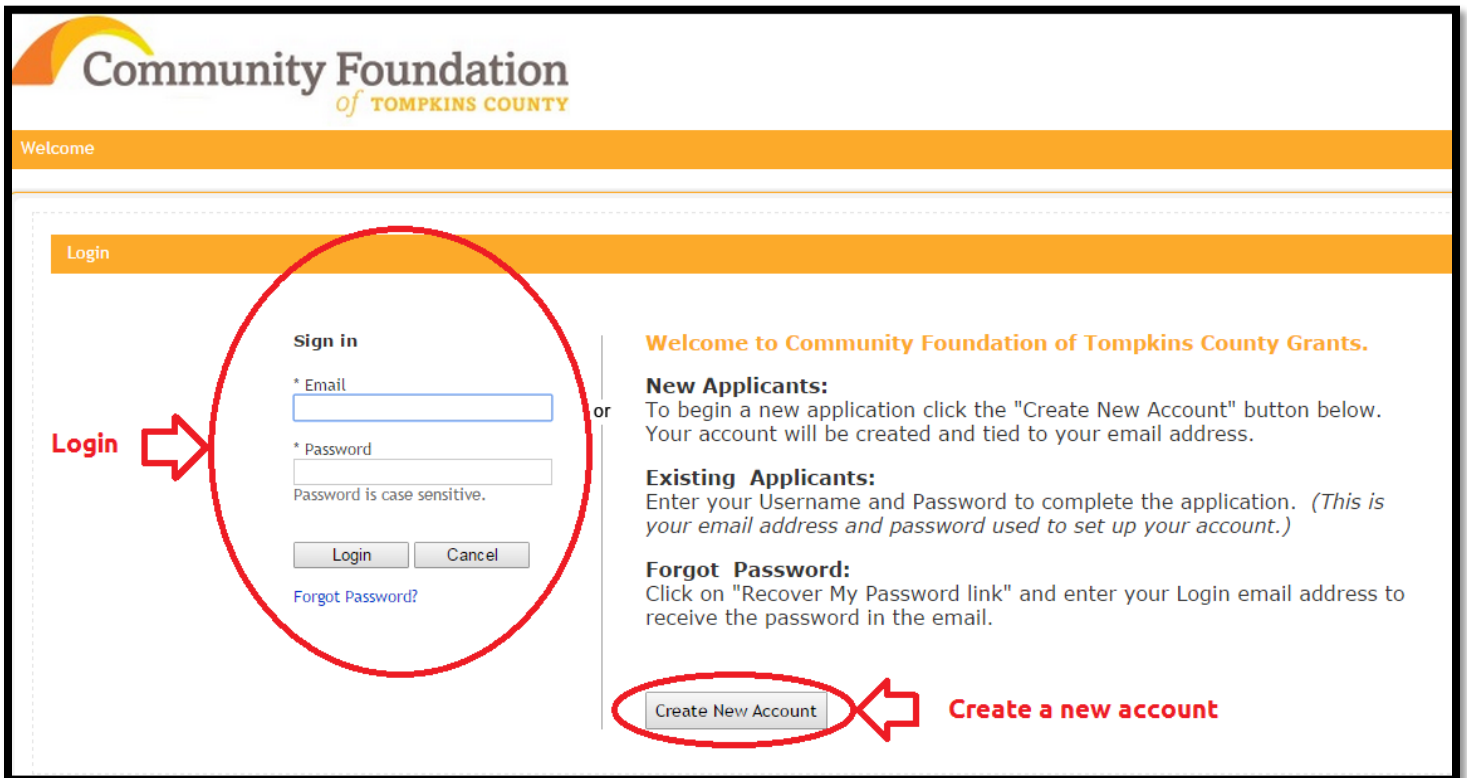 Community Foundation
of TOMPKINS COUNTY
Welcome
Login
Sign in
* Email
* Password
Password is case sensitive.
Login Cancel
Forgot Password?
Login
or
Welcome to Community Foundation of Tompkins County Grants.
New Applicants:
To begin a new application click the "Create New Account" button below.
Your account will be created and tied to your email address.
Existing Applicants:
Enter your Username and Password to complete the application. (This is
your email address and password used to set up your account.)
Forgot Password:
Click on "Recover My Password link" and enter your Login email address to
receive the password in the email.
Create New Account
Create a new account